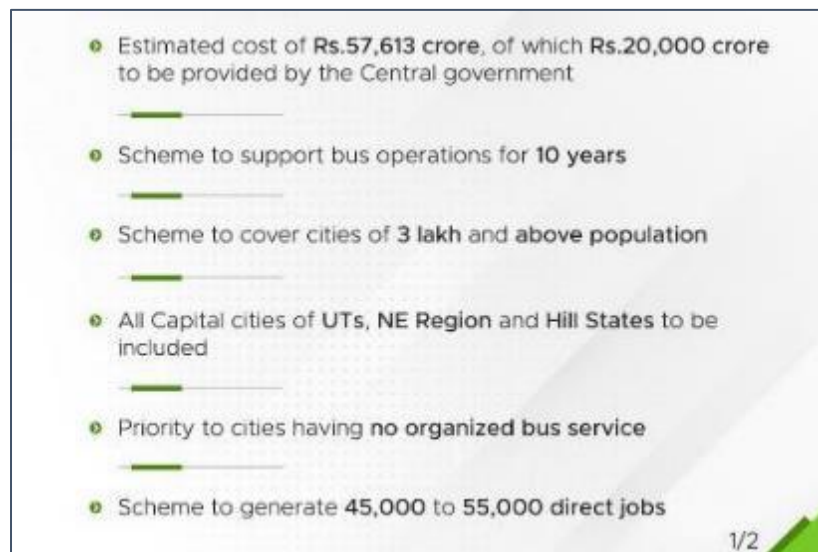 Estimated cost of Rs.57,613 crore, of which Rs.20,000 crore
to be provided by the Central government
Scheme to support bus operations for 10 years
Scheme to cover cities of 3 lakh and above population
All Capital cities of UTs, NE Region and Hill States to be
included
Priority to cities having no organized bus service
Scheme to generate 45,000 to 55,000 direct jobs
1/2